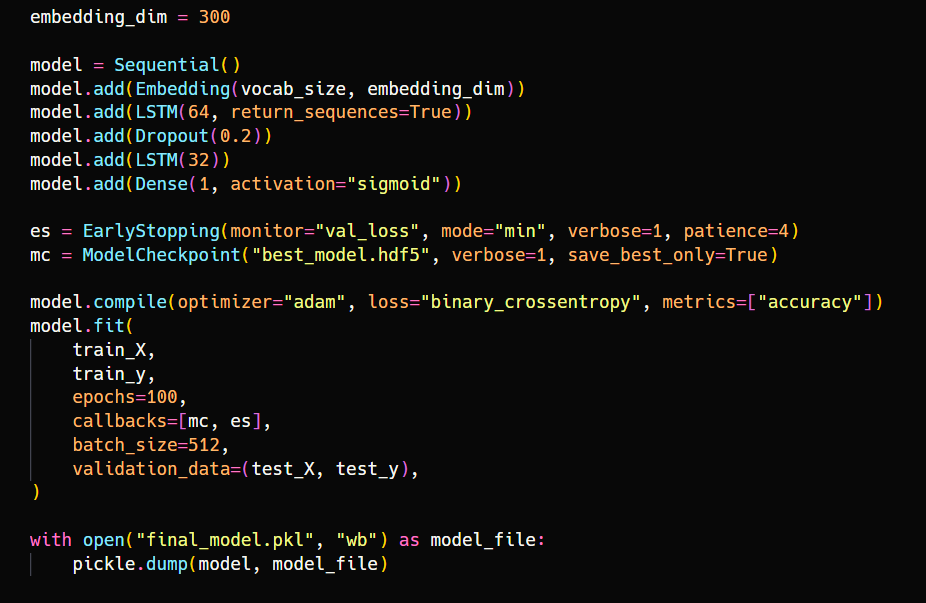 embedding_dim = 300
model = Sequential()
model.add(Embedding(vocab_size, embedding_dim))
model.add(LSTM(64, return_sequences=True))
model.add(Dropout(0.2))
model.add(LSTM(32))
model.add(Dense(1, activation="sigmoid"))
es = EarlyStopping(monitor="val_loss", mode="min", verbose=1, patience=4)
mc = ModelCheckpoint("best_model.hdf5", verbose=1, save_best_only=True)
model.compile(optimizer="adam", loss="binary_crossentropy", metrics=["accuracy"])
model.fit(
    train_X,
    train_y,
    epochs=100,
    callbacks=[mc, es],
    batch_size=512,
    validation_data=(test_X, test_y),
)
with open("final_model.pkl", "wb") as model_file:
    pickle.dump(model, model_file)